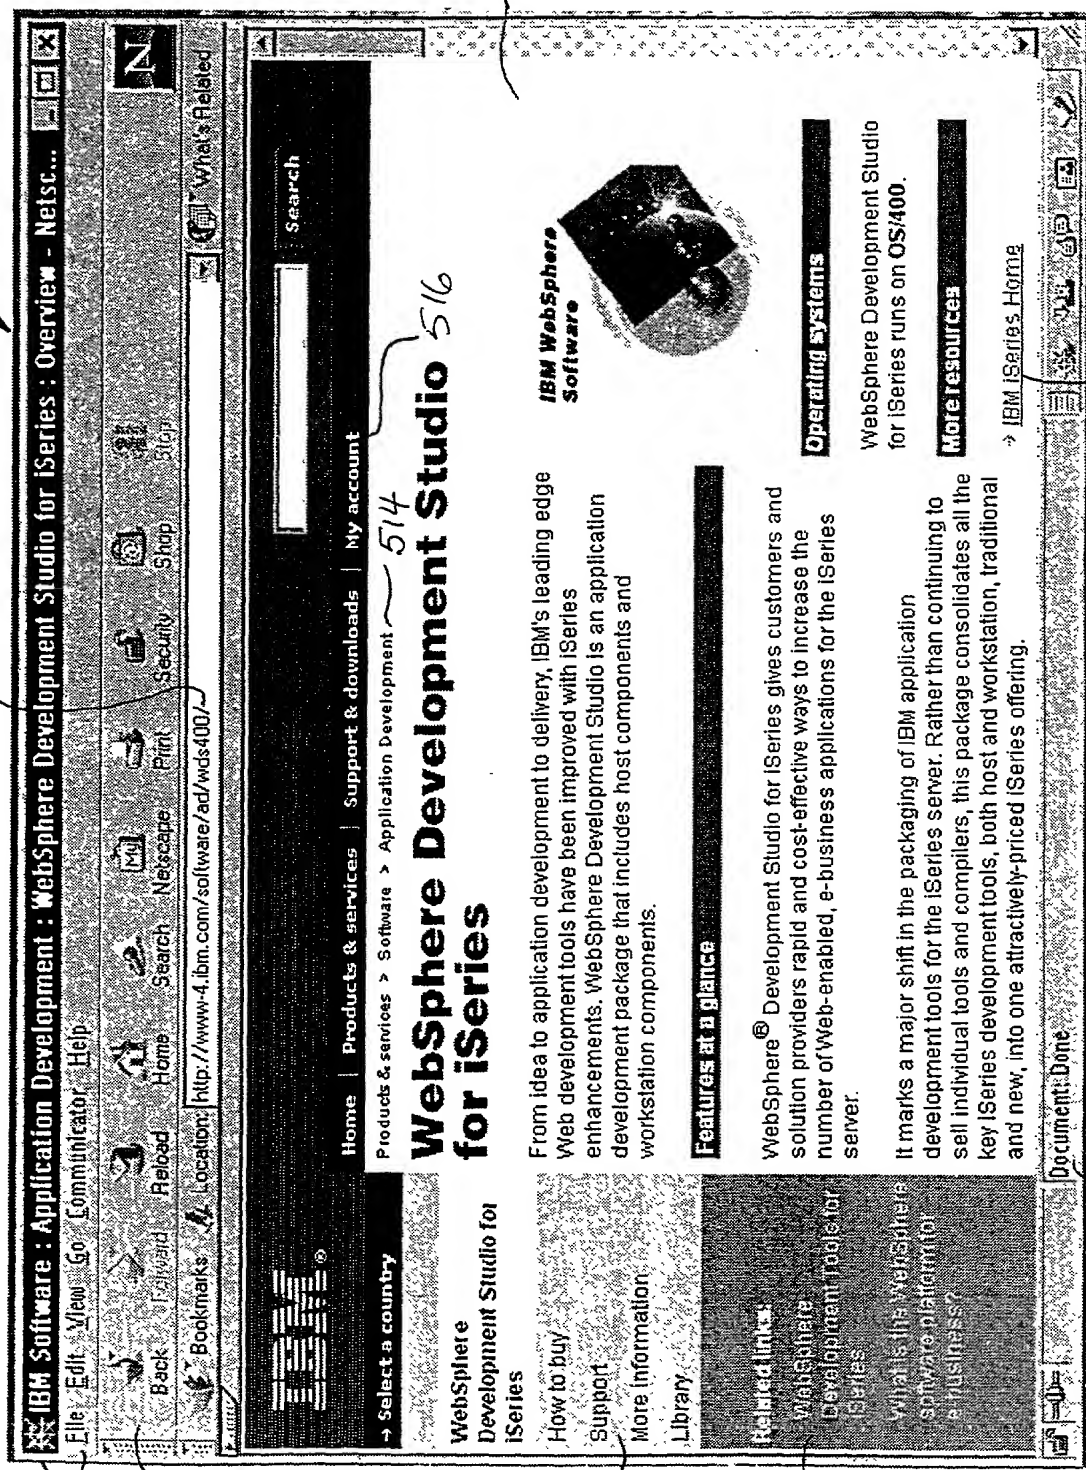 IBM Software : Application Development : WebSphere Development Studio for iSeries : Overview - Netsc...
File Edit View Go Communicator Help
Back Forward Reload Home Search Netscape Print Security Shop Stop
Bookmarks Location: http://www-4.ibm.com/software/ad/wds400/ What's Related
IBM®
Search
Home | Products & services | Support & downloads | My account
→ Select a country
Products & services > Software > Application Development
514
516
WebSphere Development Studio
for iSeries
WebSphere
Development Studio for
iSeries
How to buy
Support
More Information
Library
Related links
WebSphere
Development Tools for
iSeries
What is the WebSphere
software platform for
e-business?
From idea to application development to delivery, IBM's leading edge
Web development tools have been improved with iSeries
enhancements. WebSphere Development Studio is an application
development package that includes host components and
workstation components.
Features at a glance
WebSphere® Development Studio for iSeries gives customers and
solution providers rapid and cost-effective ways to increase the
number of Web-enabled, e-business applications for the iSeries
server.
It marks a major shift in the packaging of IBM application
development tools for the iSeries server. Rather than continuing to
sell individual tools and compilers, this package consolidates all the
key iSeries development tools, both host and workstation, traditional
and new, into one attractively-priced iSeries offering.
IBM WebSphere
Software
Operating systems
WebSphere Development Studio
for iSeries runs on OS/400.
More resources
→ IBM iSeries Home
Document: Done